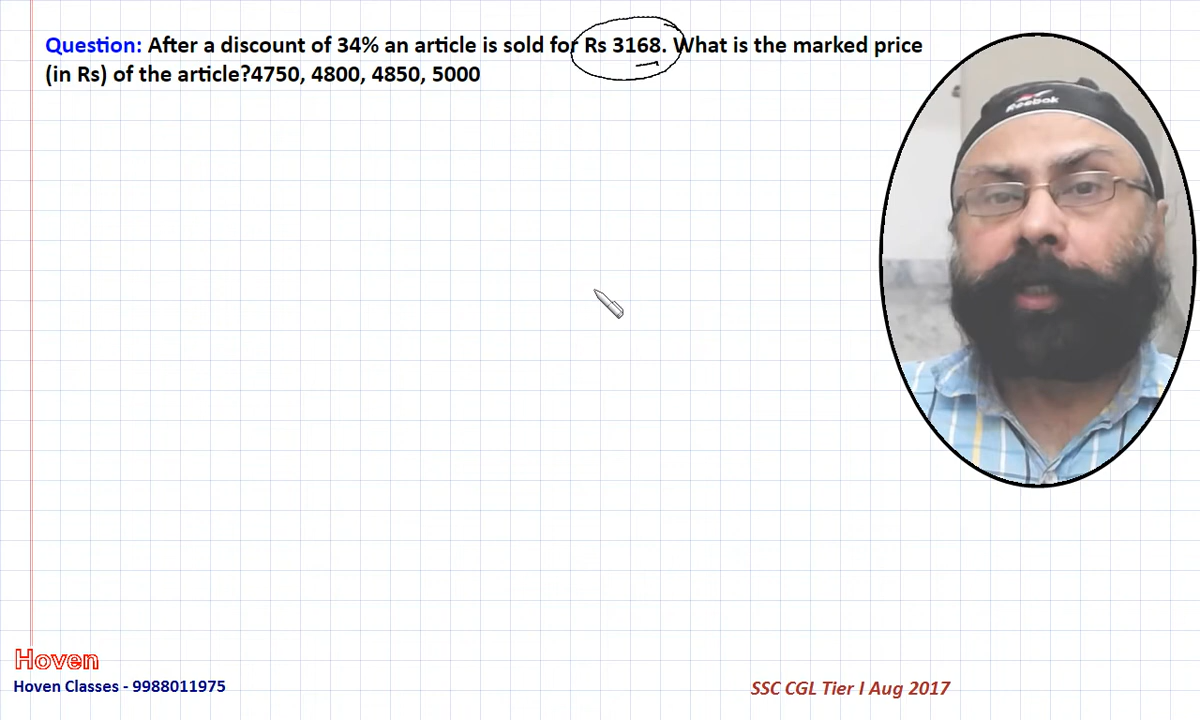 Question: After a discount of 34% an article is sold for Rs 3168. What is the marked price
(in Rs) of the article?4750, 4800, 4850, 5000
Reebok
Hoven
Hoven Classes - 9988011975
SSC CGL Tier I Aug 2017